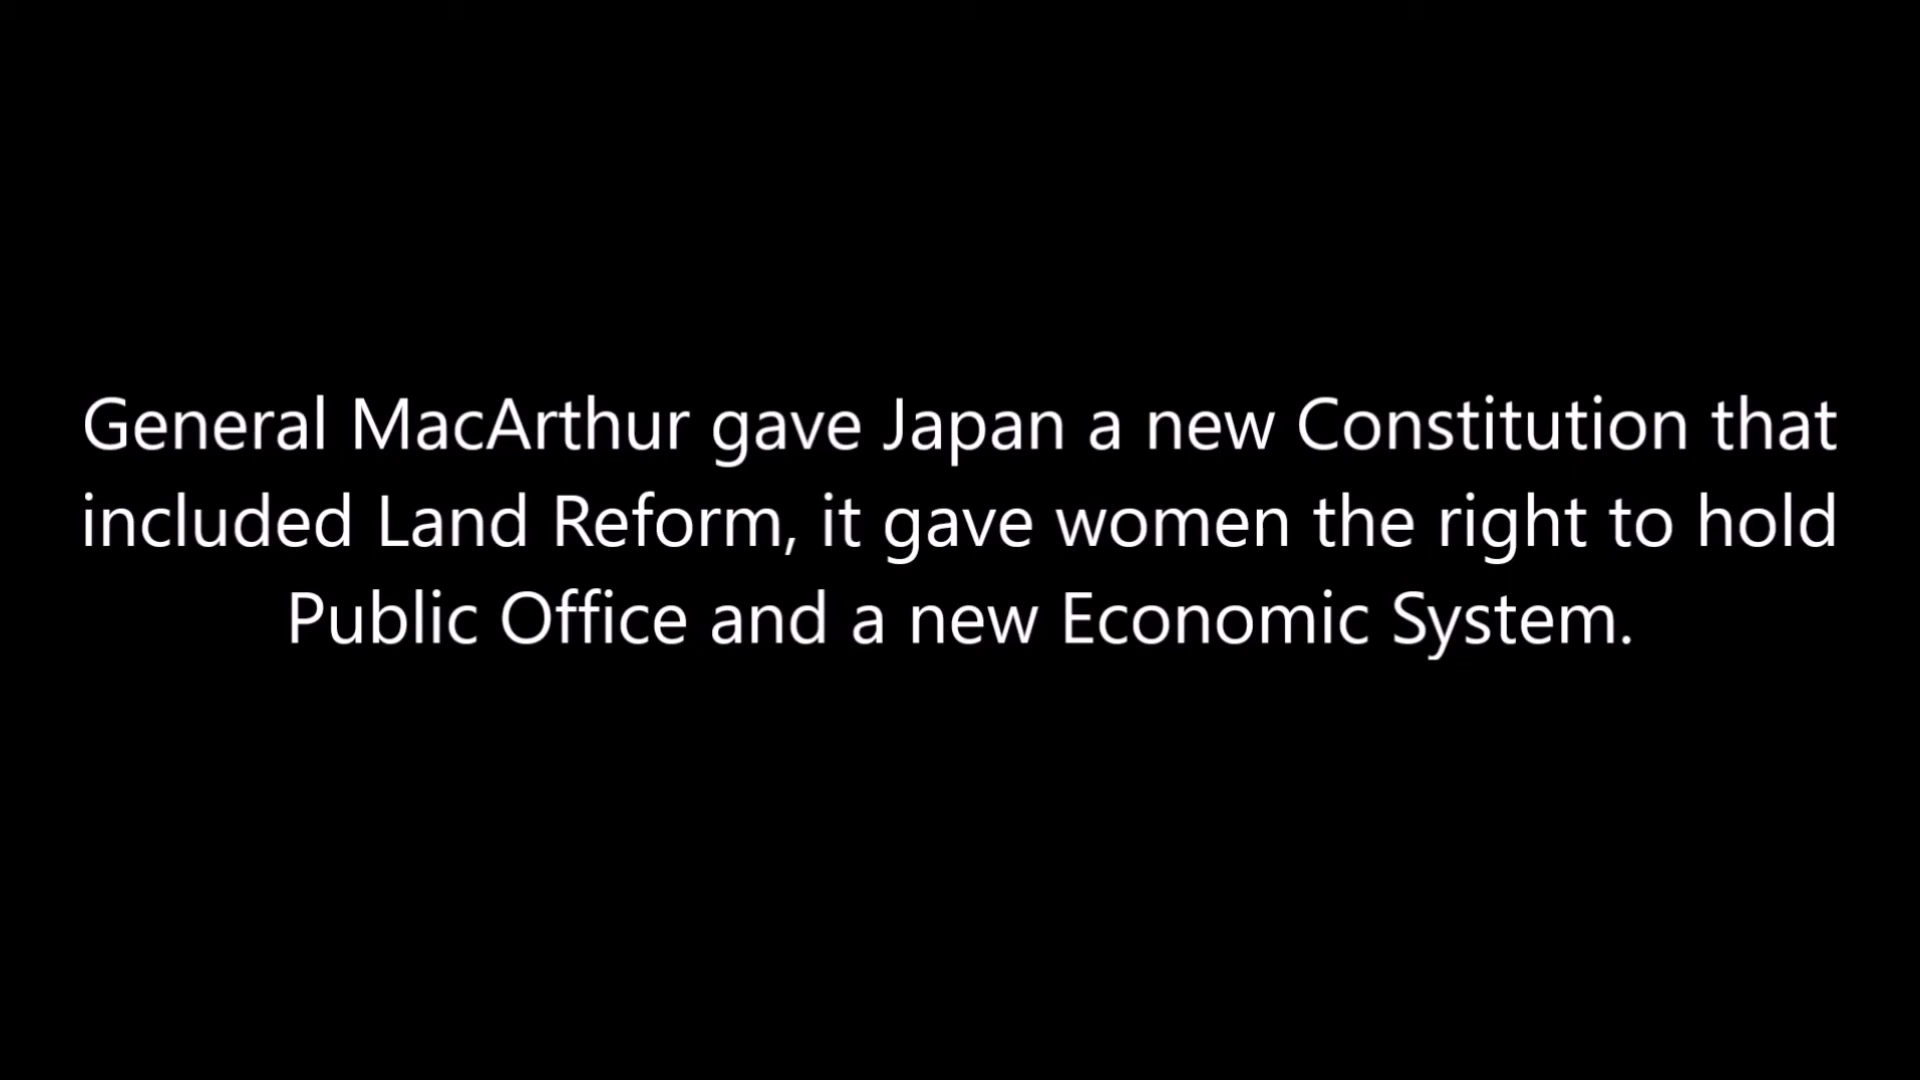 General MacArthur gave Japan a new Constitution that
included Land Reform, it gave women the right to hold
Public Office and a new Economic System.